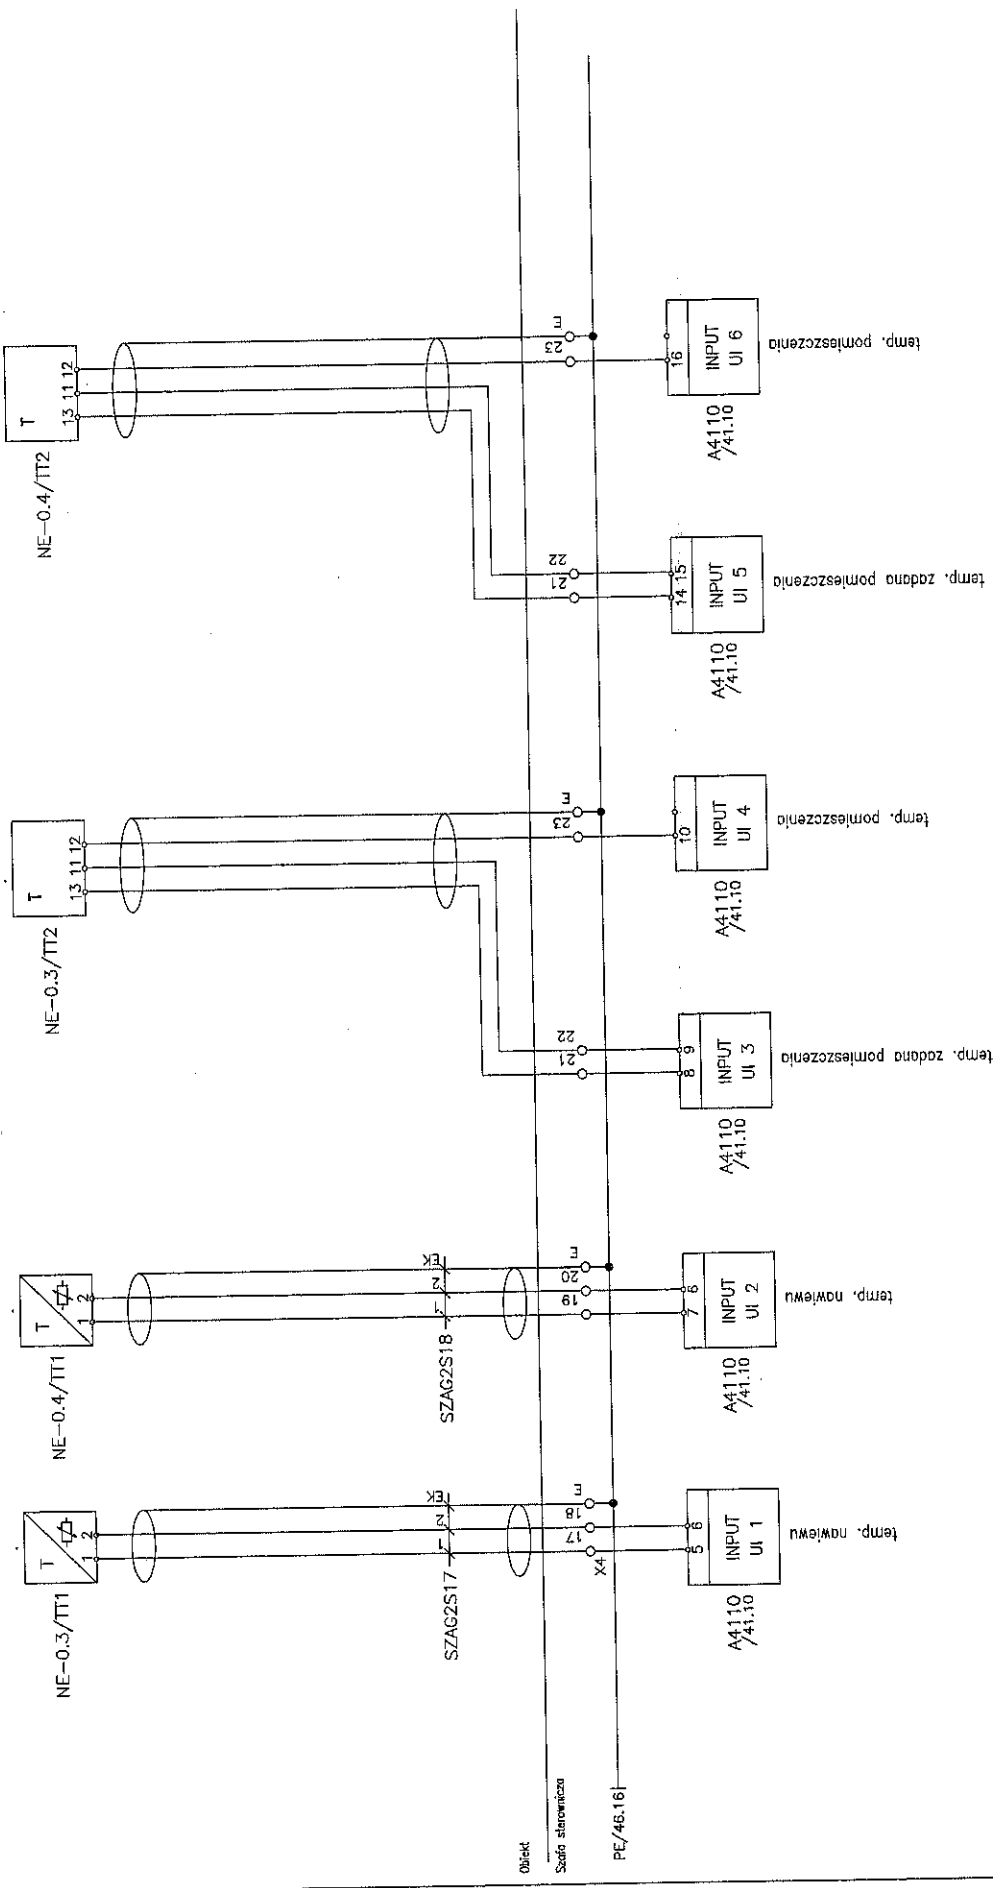 NE-0.3/TT1
T
1 2
NE-0.4/TT1
T
1 2
NE-0.3/TT2
T
13 11 12
NE-0.4/TT2
T
13 11 12
SZAG2S17
1 2 EK
SZAG2S18
1 2 EK
Obiekt
Szafa sterownicza
X4
17 18 E
19 20 E
21 22
23 E
21 22
23 E
PE/46.16
A4110
/41.10
5 6
INPUT
UI 1
temp. nawiewu
A4110
/41.10
7 6
INPUT
UI 2
temp. nawiewu
A4110
/41.10
8 9
INPUT
UI 3
temp. zadana pomieszczenia
A4110
/41.10
10
INPUT
UI 4
temp. pomieszczenia
A4110
/41.10
14 15
INPUT
UI 5
temp. zadana pomieszczenia
A4110
/41.10
16
INPUT
UI 6
temp. pomieszczenia